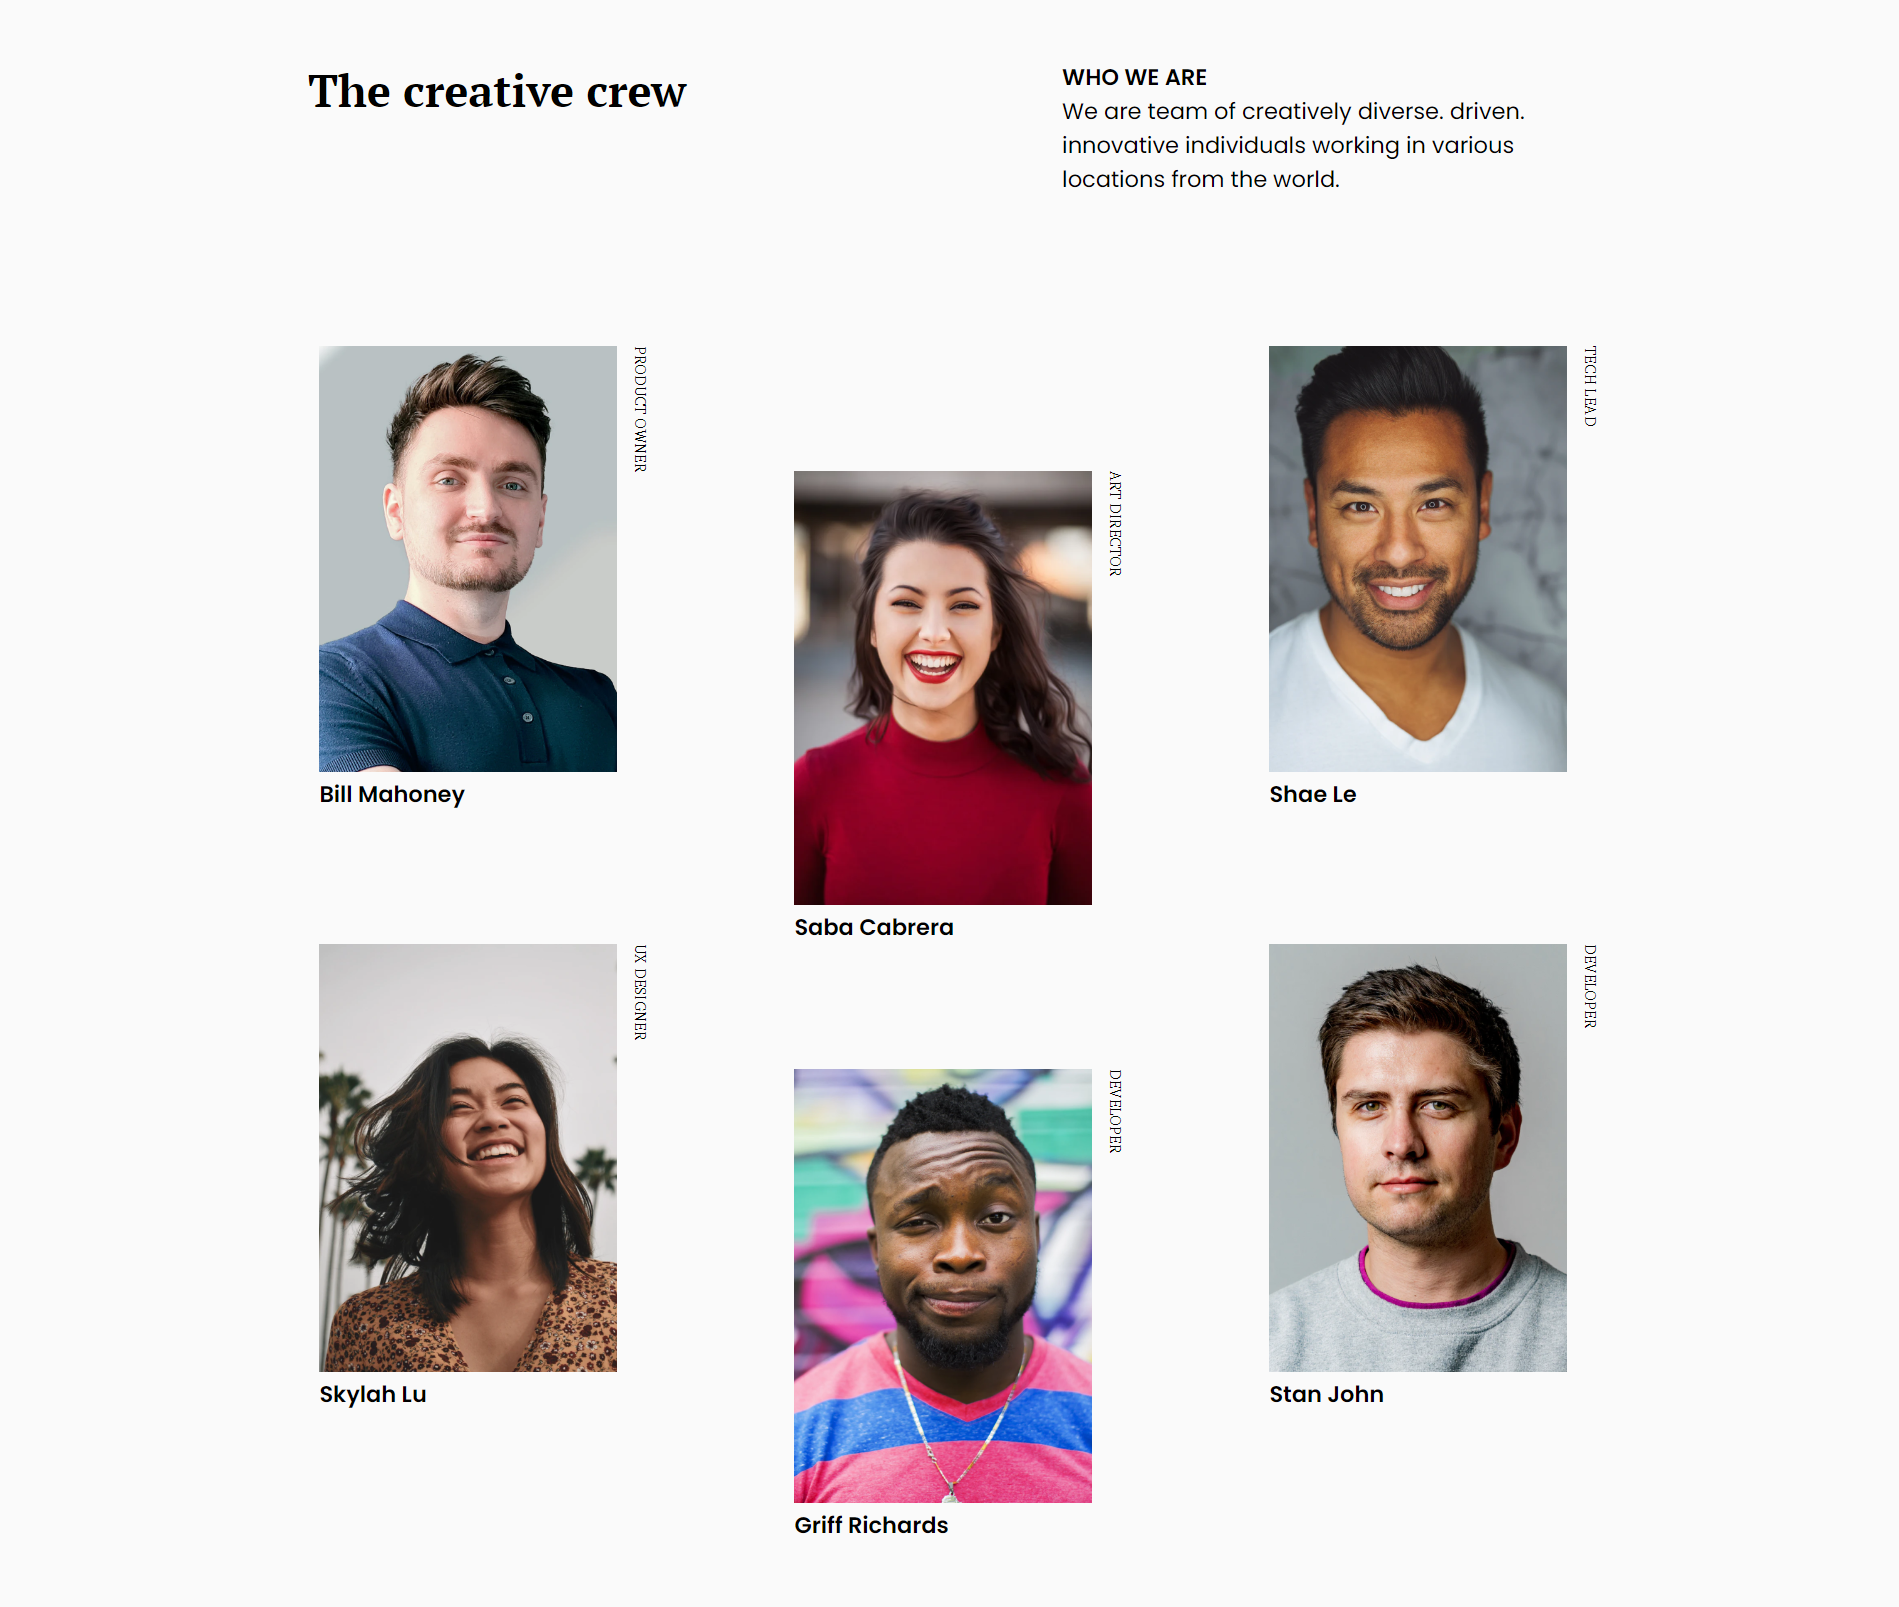 The creative crew
WHO WE ARE
We are team of creatively diverse. driven.
innovative individuals working in various
locations from the world.
PRODUCT OWNER
Bill Mahoney
ART DIRECTOR
Saba Cabrera
TECH LEAD
Shae Le
UX DESIGNER
Skylah Lu
DEVELOPER
Griff Richards
DEVELOPER
Stan John